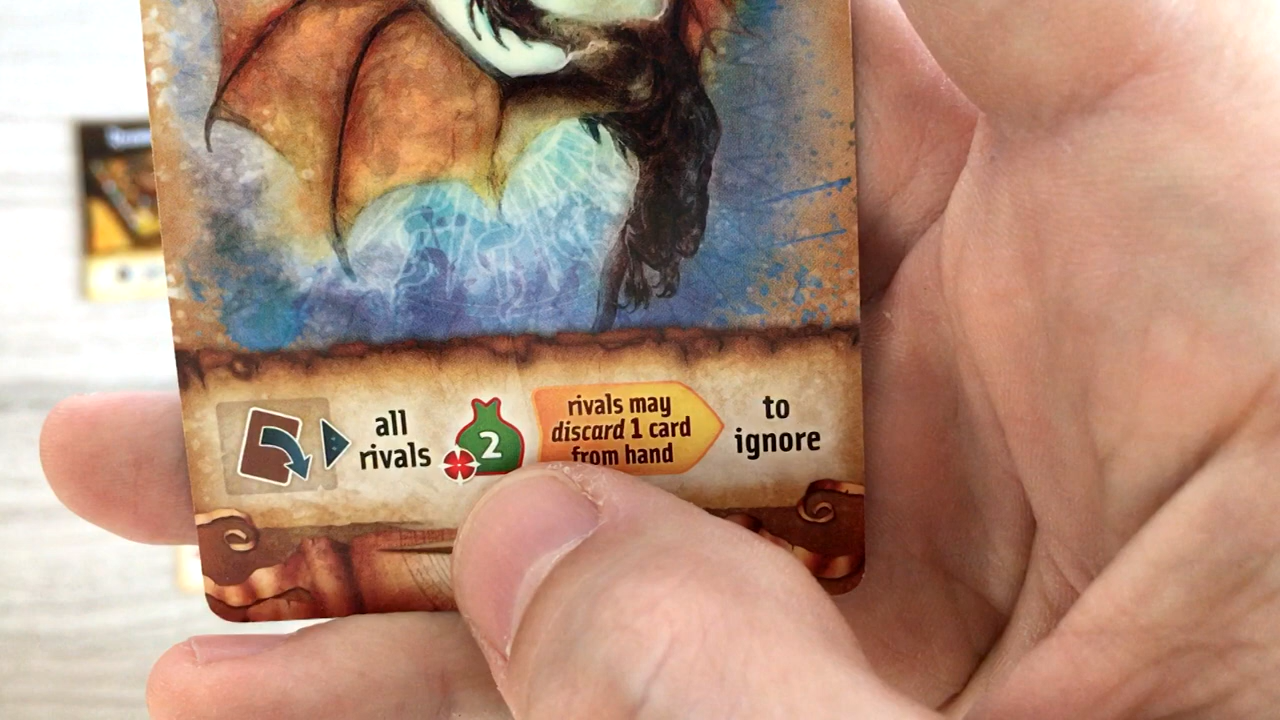 all
rivals
2
rivals may
discard 1 card
from hand
to
ignore